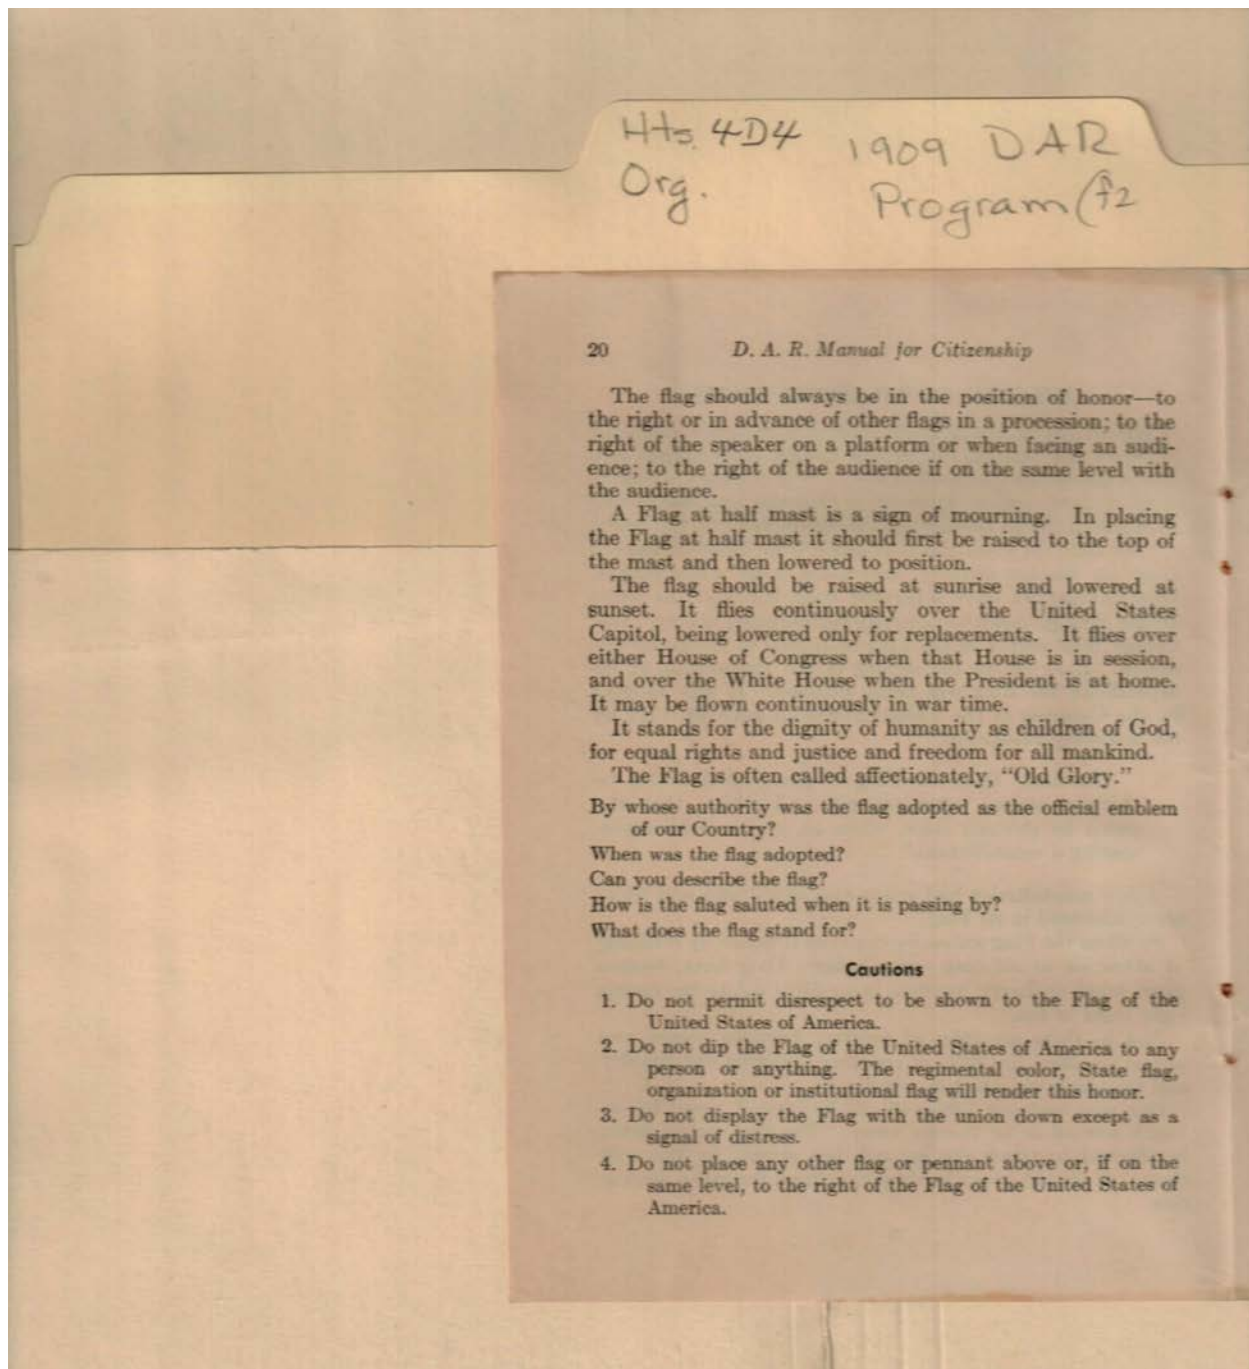 Hts. 4D4 1909 DAR
Org. Program (f2
20 D. A. R. Manual for Citizenship
The flag should always be in the position of honor—to
the right or in advance of other flags in a procession; to the
right of the speaker on a platform or when facing an audi-
ence; to the right of the audience if on the same level with
the audience.
A Flag at half mast is a sign of mourning. In placing
the Flag at half mast it should first be raised to the top of
the mast and then lowered to position.
The flag should be raised at sunrise and lowered at
sunset. It flies continuously over the United States
Capitol, being lowered only for replacements. It flies over
either House of Congress when that House is in session,
and over the White House when the President is at home.
It may be flown continuously in war time.
It stands for the dignity of humanity as children of God,
for equal rights and justice and freedom for all mankind.
The Flag is often called affectionately, “Old Glory.”
By whose authority was the flag adopted as the official emblem
of our Country?
When was the flag adopted?
Can you describe the flag?
How is the flag saluted when it is passing by?
What does the flag stand for?
Cautions
1. Do not permit disrespect to be shown to the Flag of the
United States of America.
2. Do not dip the Flag of the United States of America to any
person or anything. The regimental color, State flag,
organization or institutional flag will render this honor.
3. Do not display the Flag with the union down except as a
signal of distress.
4. Do not place any other flag or pennant above or, if on the
same level, to the right of the Flag of the United States of
America.